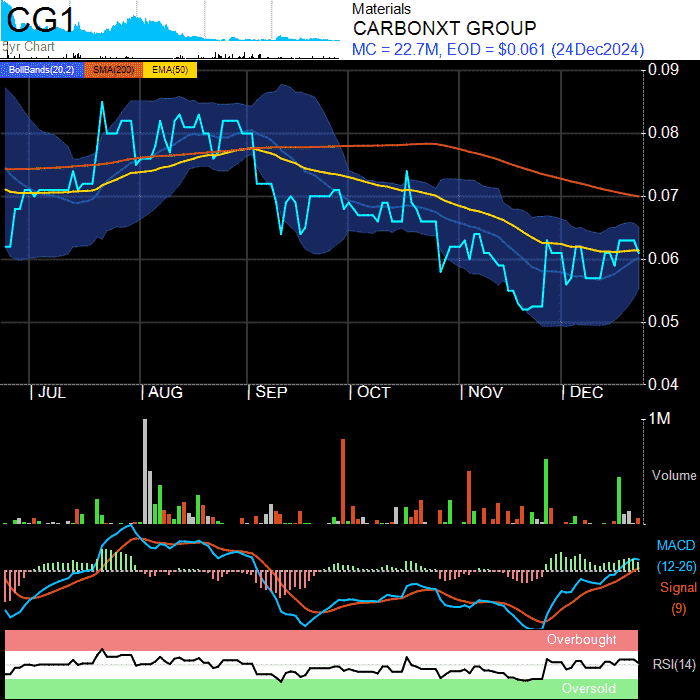 CG1
5yr Chart
Materials
CARBONXT GROUP
MC = 22.7M, EOD = $0.061 (24Dec2024)
BollBands(20,2) SMA(200) EMA(50)
0.09
0.08
0.07
0.06
0.05
0.04
JUL AUG SEP OCT NOV DEC
1M
Volume
MACD
(12-26)
Signal
(9)
Overbought
RSI(14)
Oversold